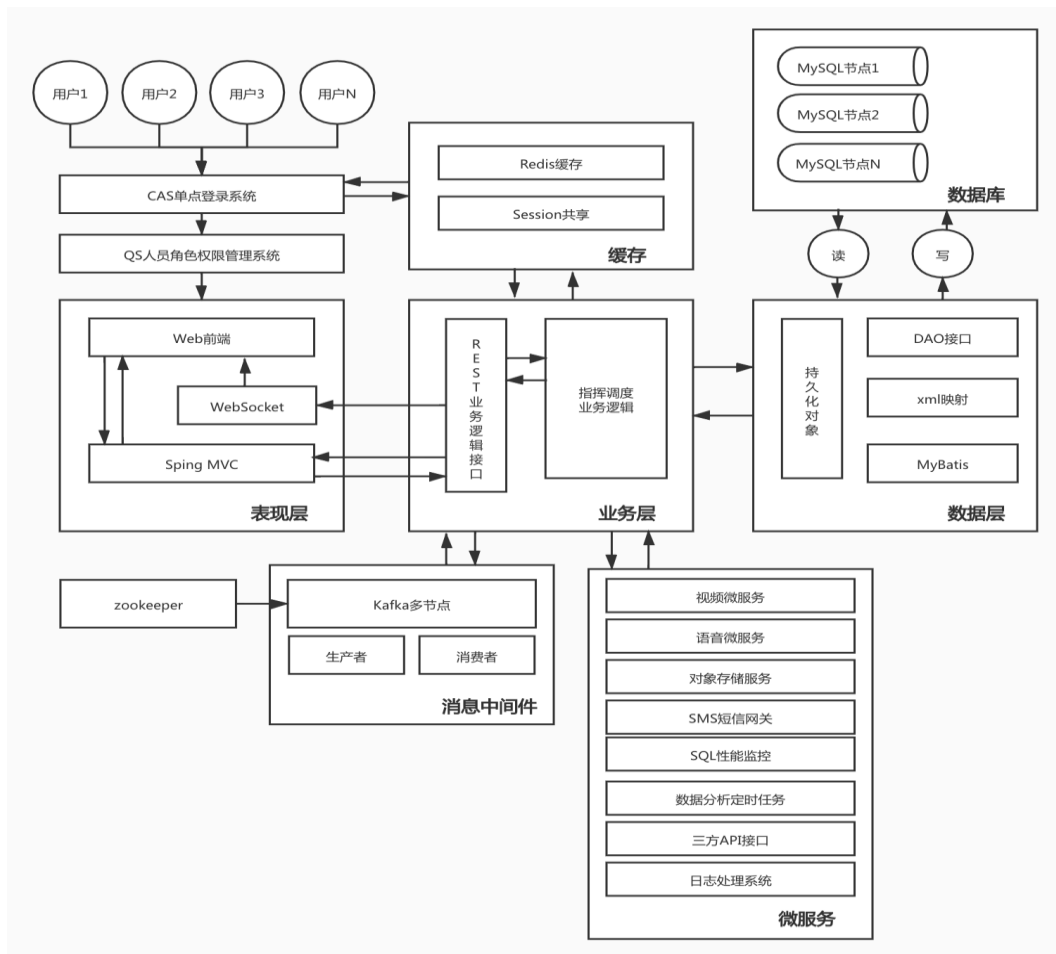 用户1
用户2
用户3
用户N
CAS单点登录系统
QS人员角色权限管理系统
Redis缓存
Session共享
缓存
MySQL节点1
MySQL节点2
MySQL节点N
数据库
读
写
Web前端
WebSocket
Sping MVC
表现层
REST业务逻辑接口
指挥调度
业务逻辑
业务层
持久化对象
DAO接口
xml映射
MyBatis
数据层
zookeeper
Kafka多节点
生产者
消费者
消息中间件
视频微服务
语音微服务
对象存储服务
SMS短信网关
SQL性能监控
数据分析定时任务
三方API接口
日志处理系统
微服务